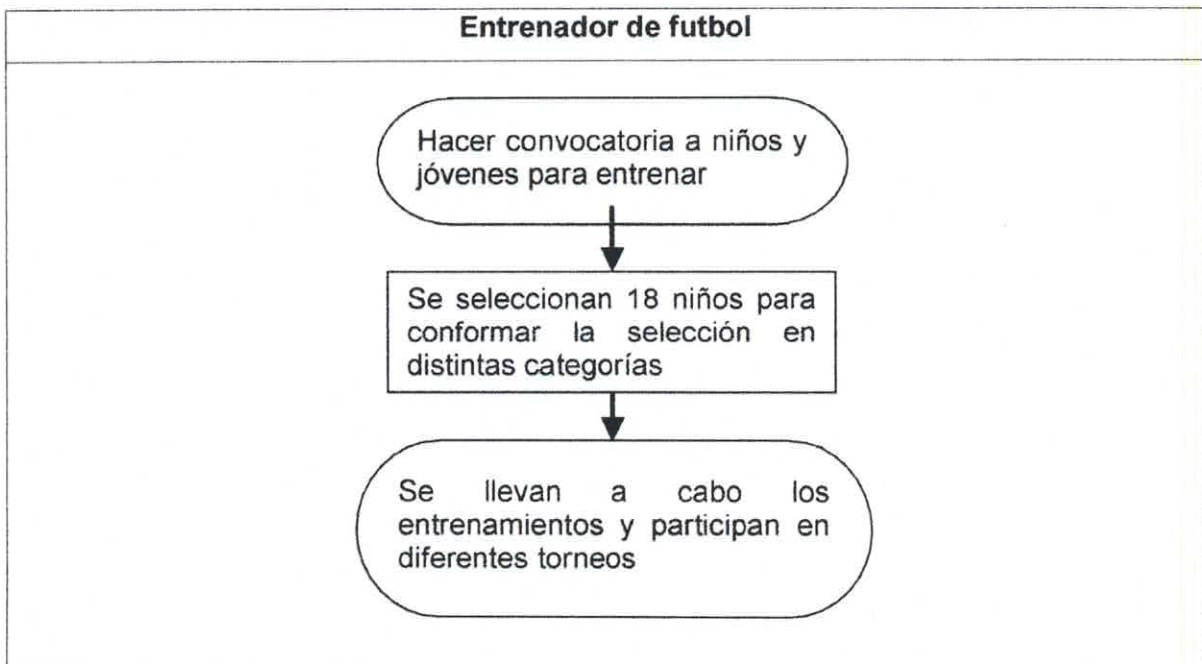 Entrenador de futbol
Hacer convocatoria a niños y
jóvenes para entrenar
Se seleccionan 18 niños para
conformar la selección en
distintas categorías
Se llevan a cabo los
entrenamientos y participan en
diferentes torneos